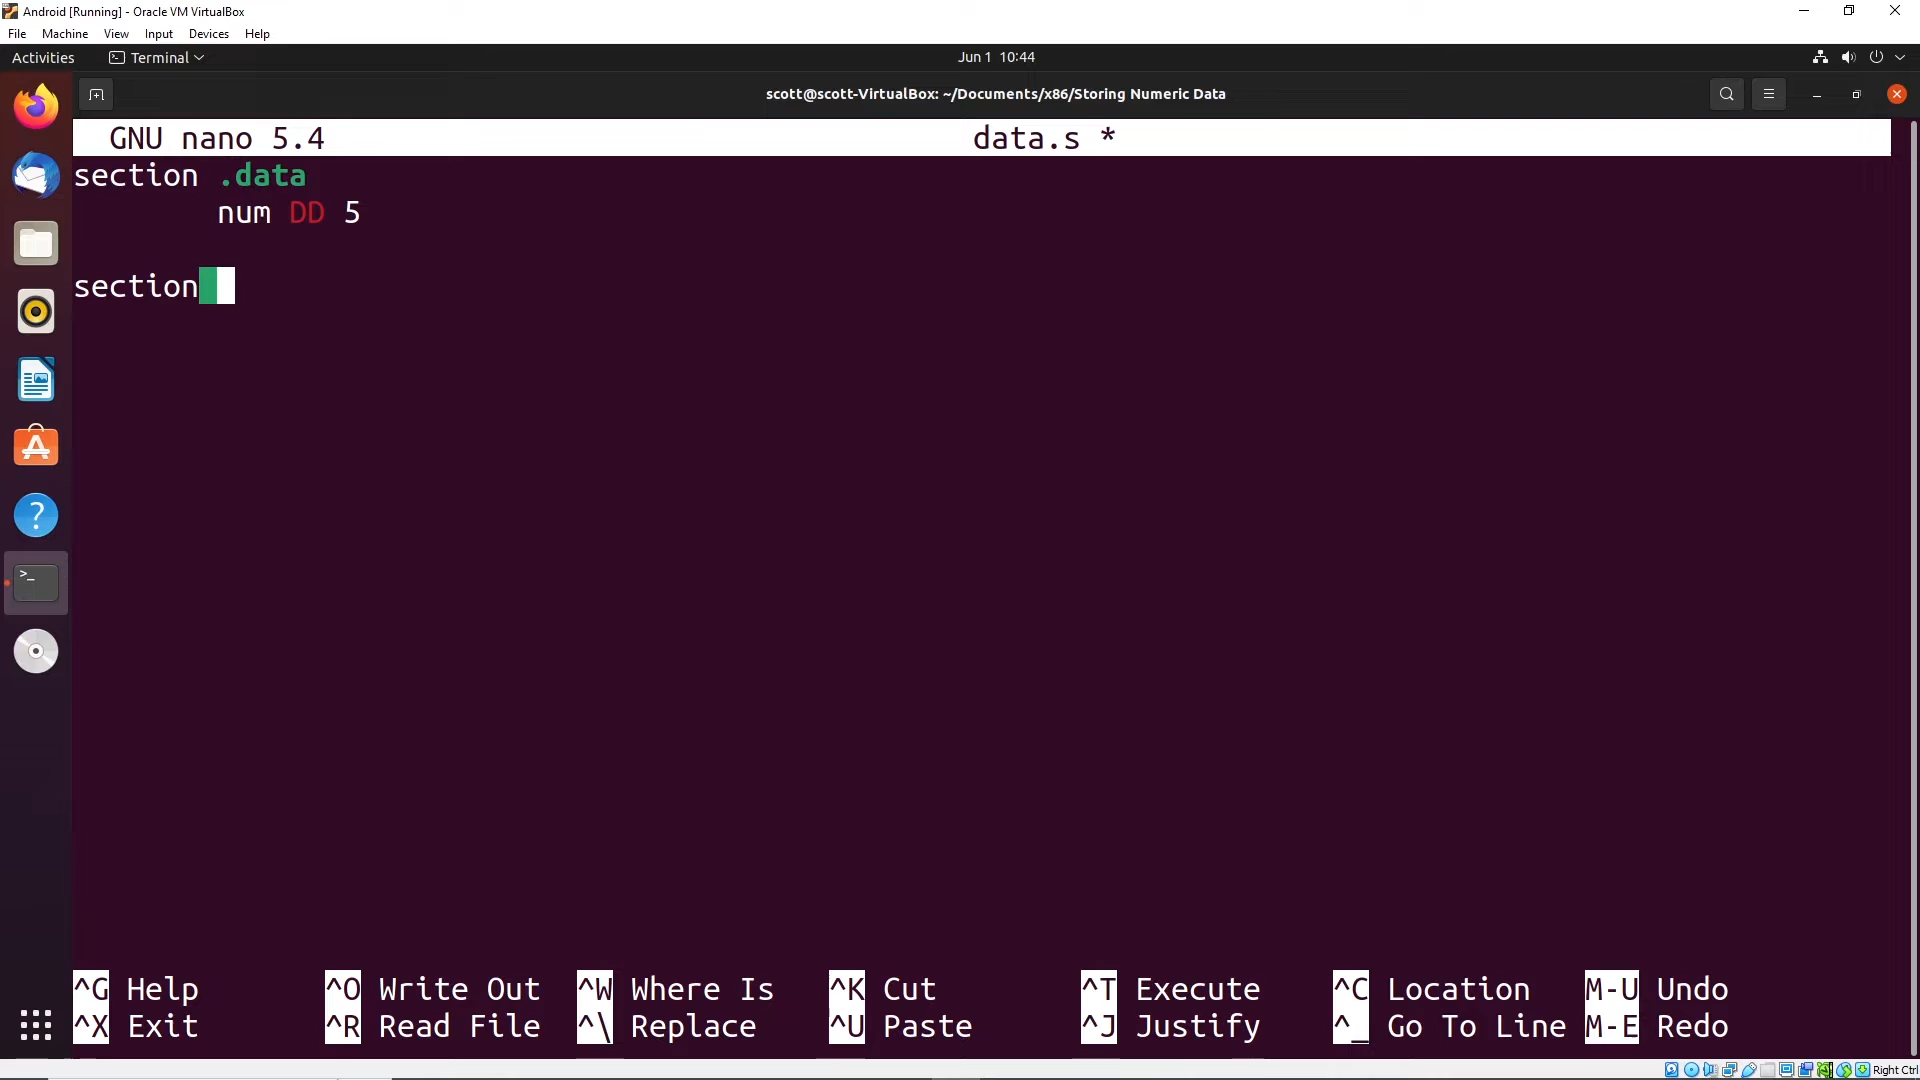 Android [Running] - Oracle VM VirtualBox
File Machine View Input Devices Help
Activities Terminal Jun 1 10:44
scott@scott-VirtualBox: ~/Documents/x86/Storing Numeric Data
GNU nano 5.4 data.s *
section .data
num DD 5
section
^G Help ^O Write Out ^W Where Is ^K Cut ^T Execute ^C Location M-U Undo
^X Exit ^R Read File ^\ Replace ^U Paste ^J Justify ^_ Go To Line M-E Redo
Right Ctrl